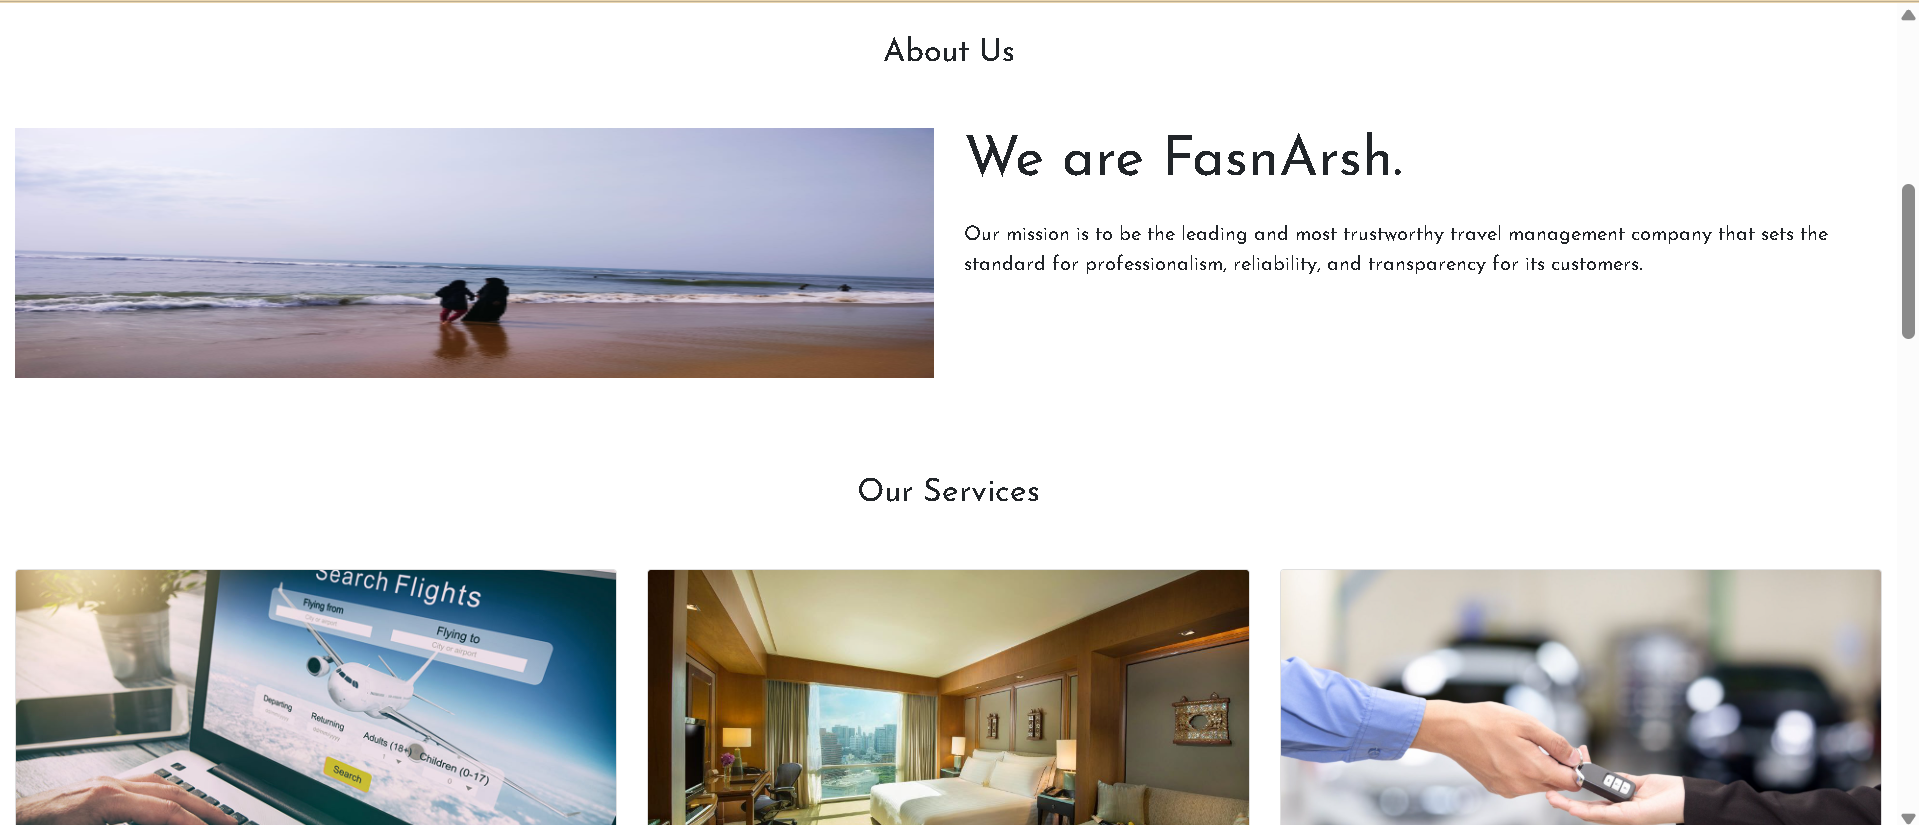 About Us
We are FasnArsh.
Our mission is to be the leading and most trustworthy travel management company that sets the
standard for professionalism, reliability, and transparency for its customers.
Our Services
Search Flights
Flying from
City or airport
Flying to
City or airport
Departing
Returning
Adults (18+)
Children (0-17)
Search